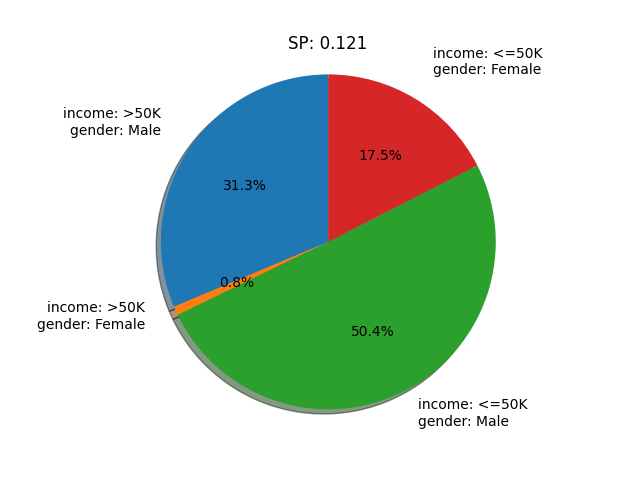 SP: 0.121
income: <=50K
gender: Female
income: >50K
gender: Male
17.5%
31.3%
0.8%
income: >50K
gender: Female
50.4%
income: <=50K
gender: Male